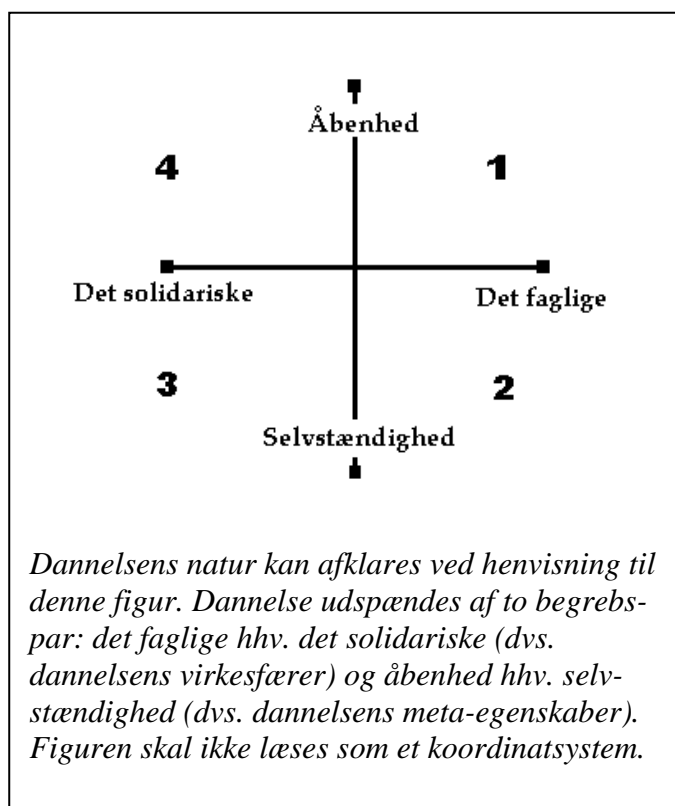 Åbenhed
4 1
Det solidariske Det faglige
3 2
Selvstændighed
Dannelsens natur kan afklares ved henvisning til
denne figur. Dannelse udspændes af to begrebs-
par: det faglige hhv. det solidariske (dvs.
dannelsens virkesfærer) og åbenhed hhv. selv-
stændighed (dvs. dannelsens meta-egenskaber).
Figuren skal ikke læses som et koordinatsystem.